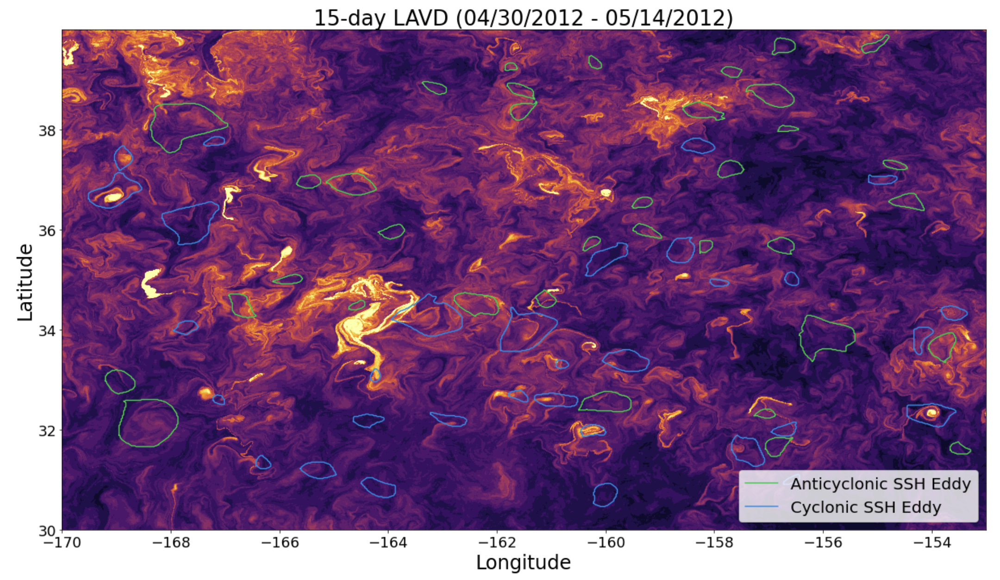 15-day LAVD (04/30/2012 - 05/14/2012)
Latitude
38
36
34
32
30
Anticyclonic SSH Eddy
Cyclonic SSH Eddy
−170 −168 −166 −164 −162 −160 −158 −156 −154
Longitude